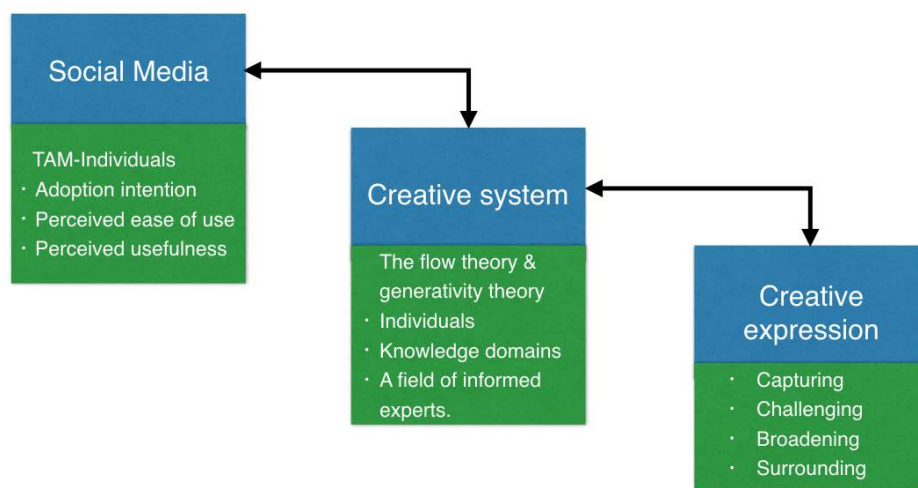 Social Media
TAM-Individuals
· Adoption intention
· Perceived ease of use
· Perceived usefulness
Creative system
The flow theory &
generativity theory
· Individuals
· Knowledge domains
· A field of informed
experts.
Creative
expression
· Capturing
· Challenging
· Broadening
· Surrounding